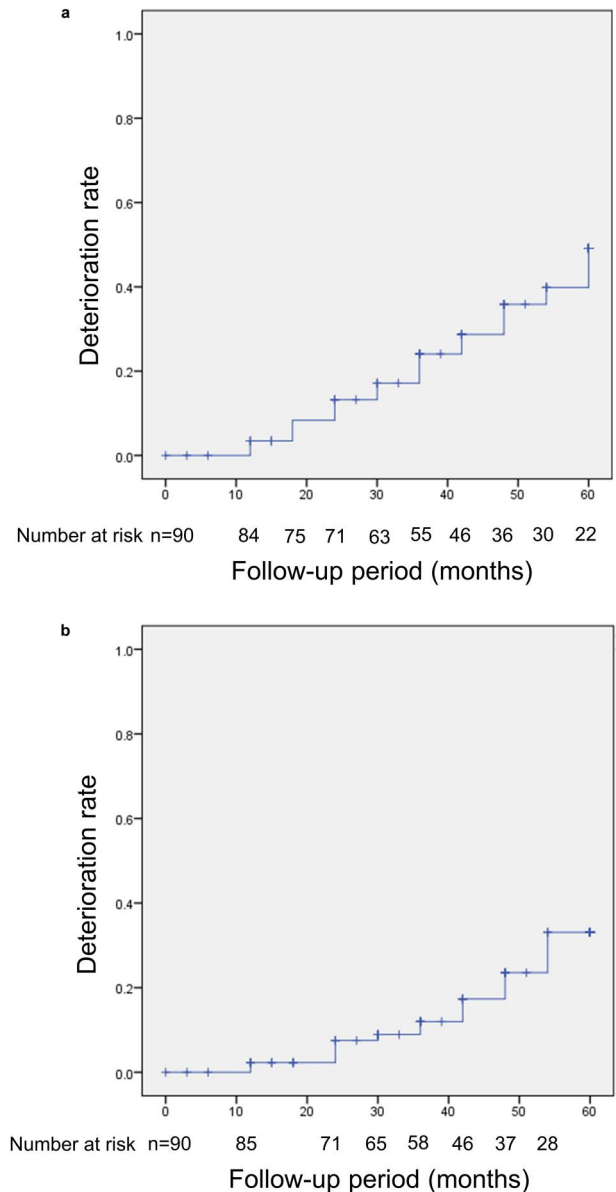 a
1.0
0.8
0.6
0.4
0.2
0.0
Deterioration rate
0 10 20 30 40 50 60
Number at risk n=90 84 75 71 63 55 46 36 30 22
Follow-up period (months)
b
1.0
0.8
0.6
0.4
0.2
0.0
Deterioration rate
0 10 20 30 40 50 60
Number at risk n=90 85 71 65 58 46 37 28
Follow-up period (months)